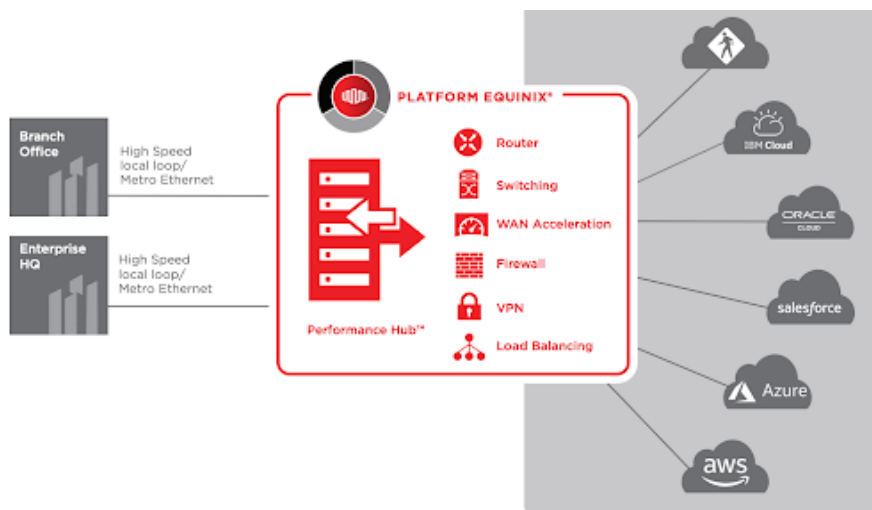 PLATFORM EQUINIX®
Branch
Office
High Speed
local loop/
Metro Ethernet
Enterprise
HQ
High Speed
local loop/
Metro Ethernet
Performance Hub™
Router
Switching
WAN Acceleration
Firewall
VPN
Load Balancing
IBM Cloud
ORACLE
CLOUD
salesforce
Azure
aws